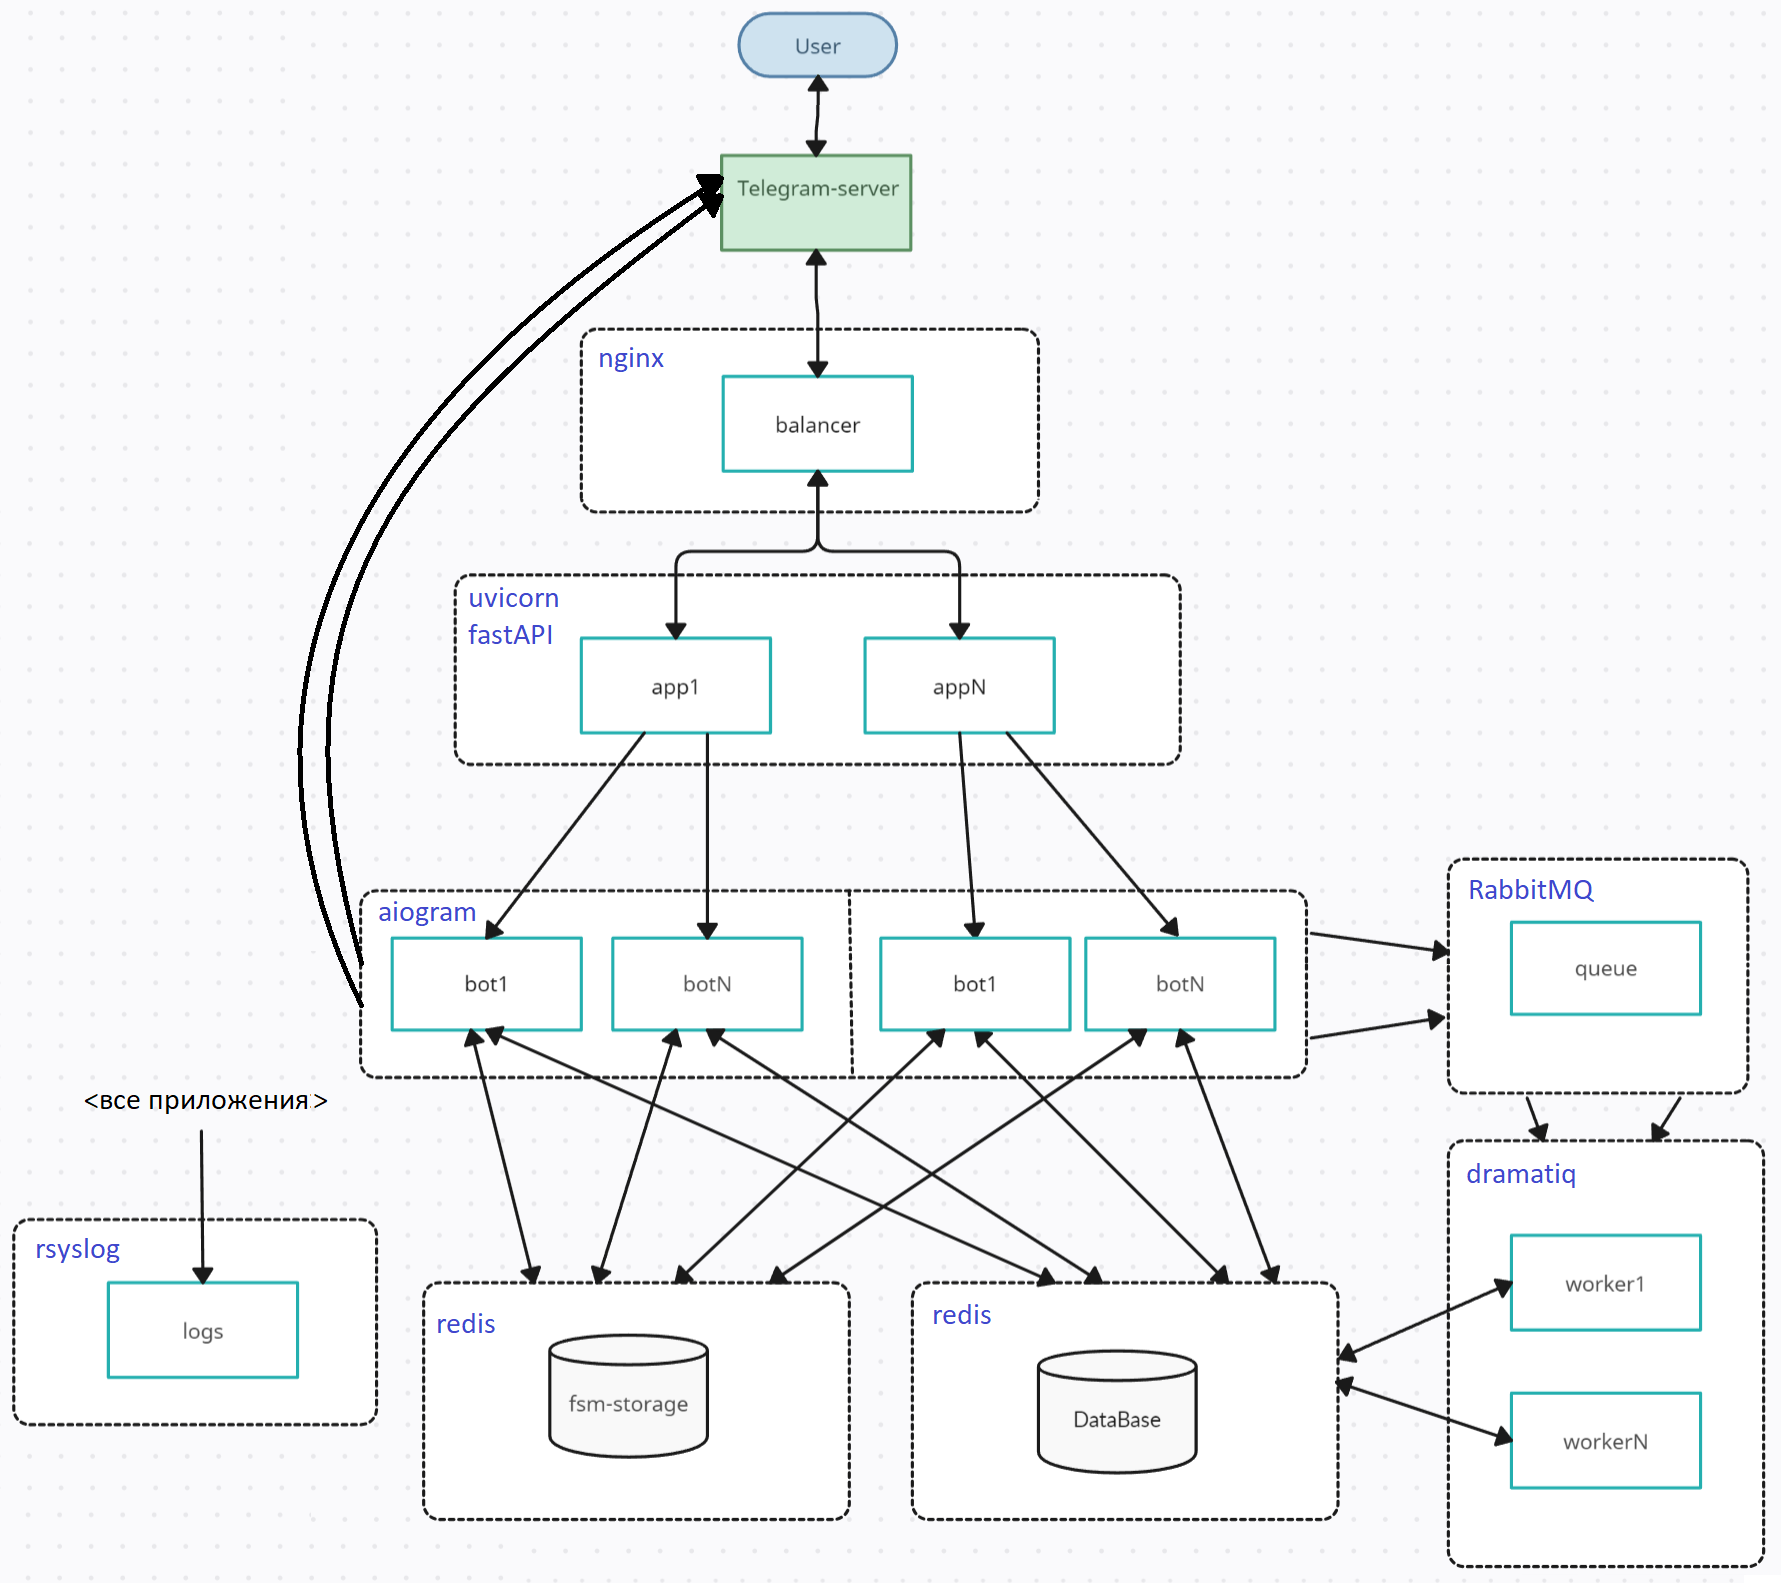 User
Telegram-server
nginx
balancer
uvicorn
fastAPI
app1
appN
aiogram
bot1
botN
bot1
botN
RabbitMQ
queue
<все приложения:>
rsyslog
logs
redis
fsm-storage
redis
DataBase
dramatiq
worker1
workerN